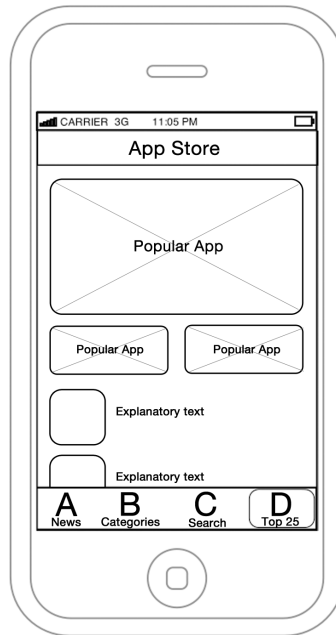 CARRIER 3G 11:05 PM
App Store
Popular App
Popular App Popular App
Explanatory text
Explanatory text
A B C D
News Categories Search Top 25